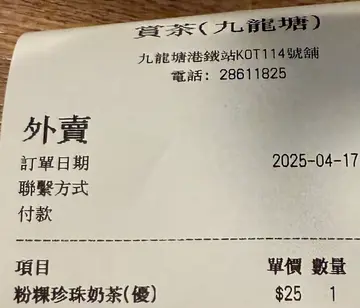 賞茶(九龍塘)
九龍塘港鐵站KOT114號舖
電話: 28611825
外賣
訂單日期 2025-04-17
聯繫方式
付款
項目 單價 數量
粉粿珍珠奶茶(優) $25 1